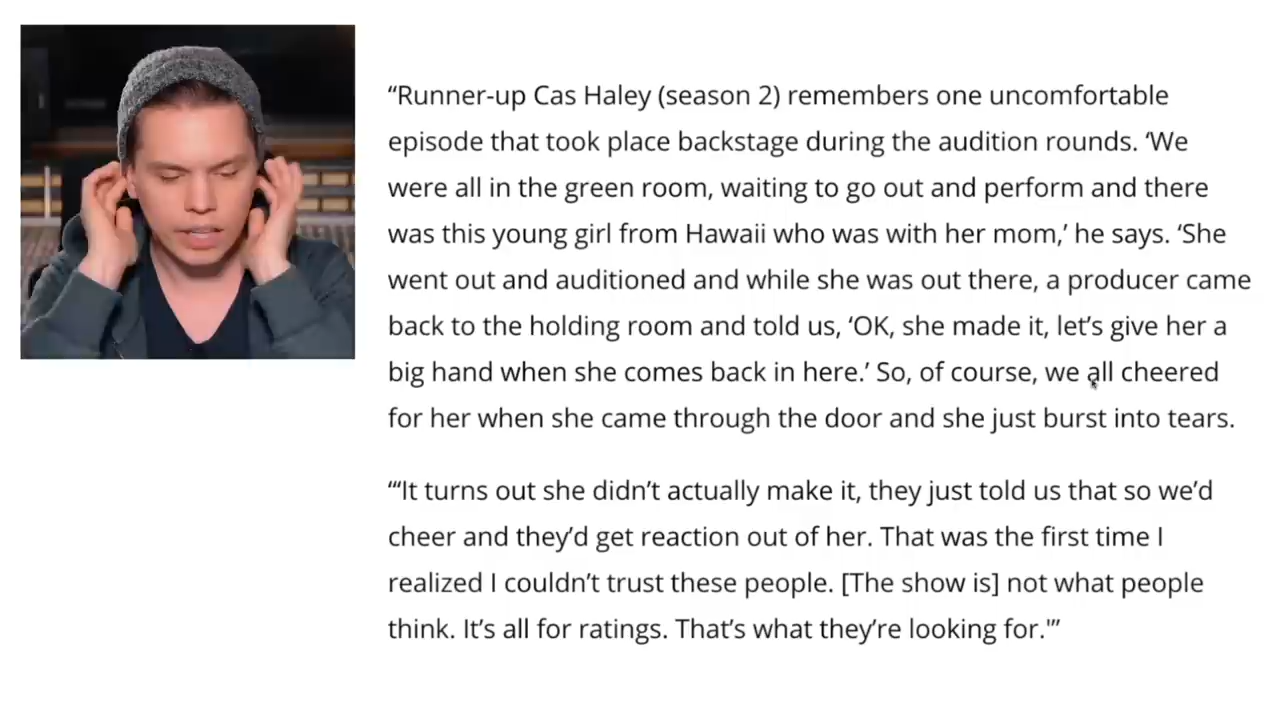 “Runner-up Cas Haley (season 2) remembers one uncomfortable
episode that took place backstage during the audition rounds. ‘We
were all in the green room, waiting to go out and perform and there
was this young girl from Hawaii who was with her mom,’ he says. ‘She
went out and auditioned and while she was out there, a producer came
back to the holding room and told us, ‘OK, she made it, let’s give her a
big hand when she comes back in here.’ So, of course, we all cheered
for her when she came through the door and she just burst into tears.
“‘It turns out she didn’t actually make it, they just told us that so we’d
cheer and they’d get reaction out of her. That was the first time I
realized I couldn’t trust these people. [The show is] not what people
think. It’s all for ratings. That’s what they’re looking for.'”